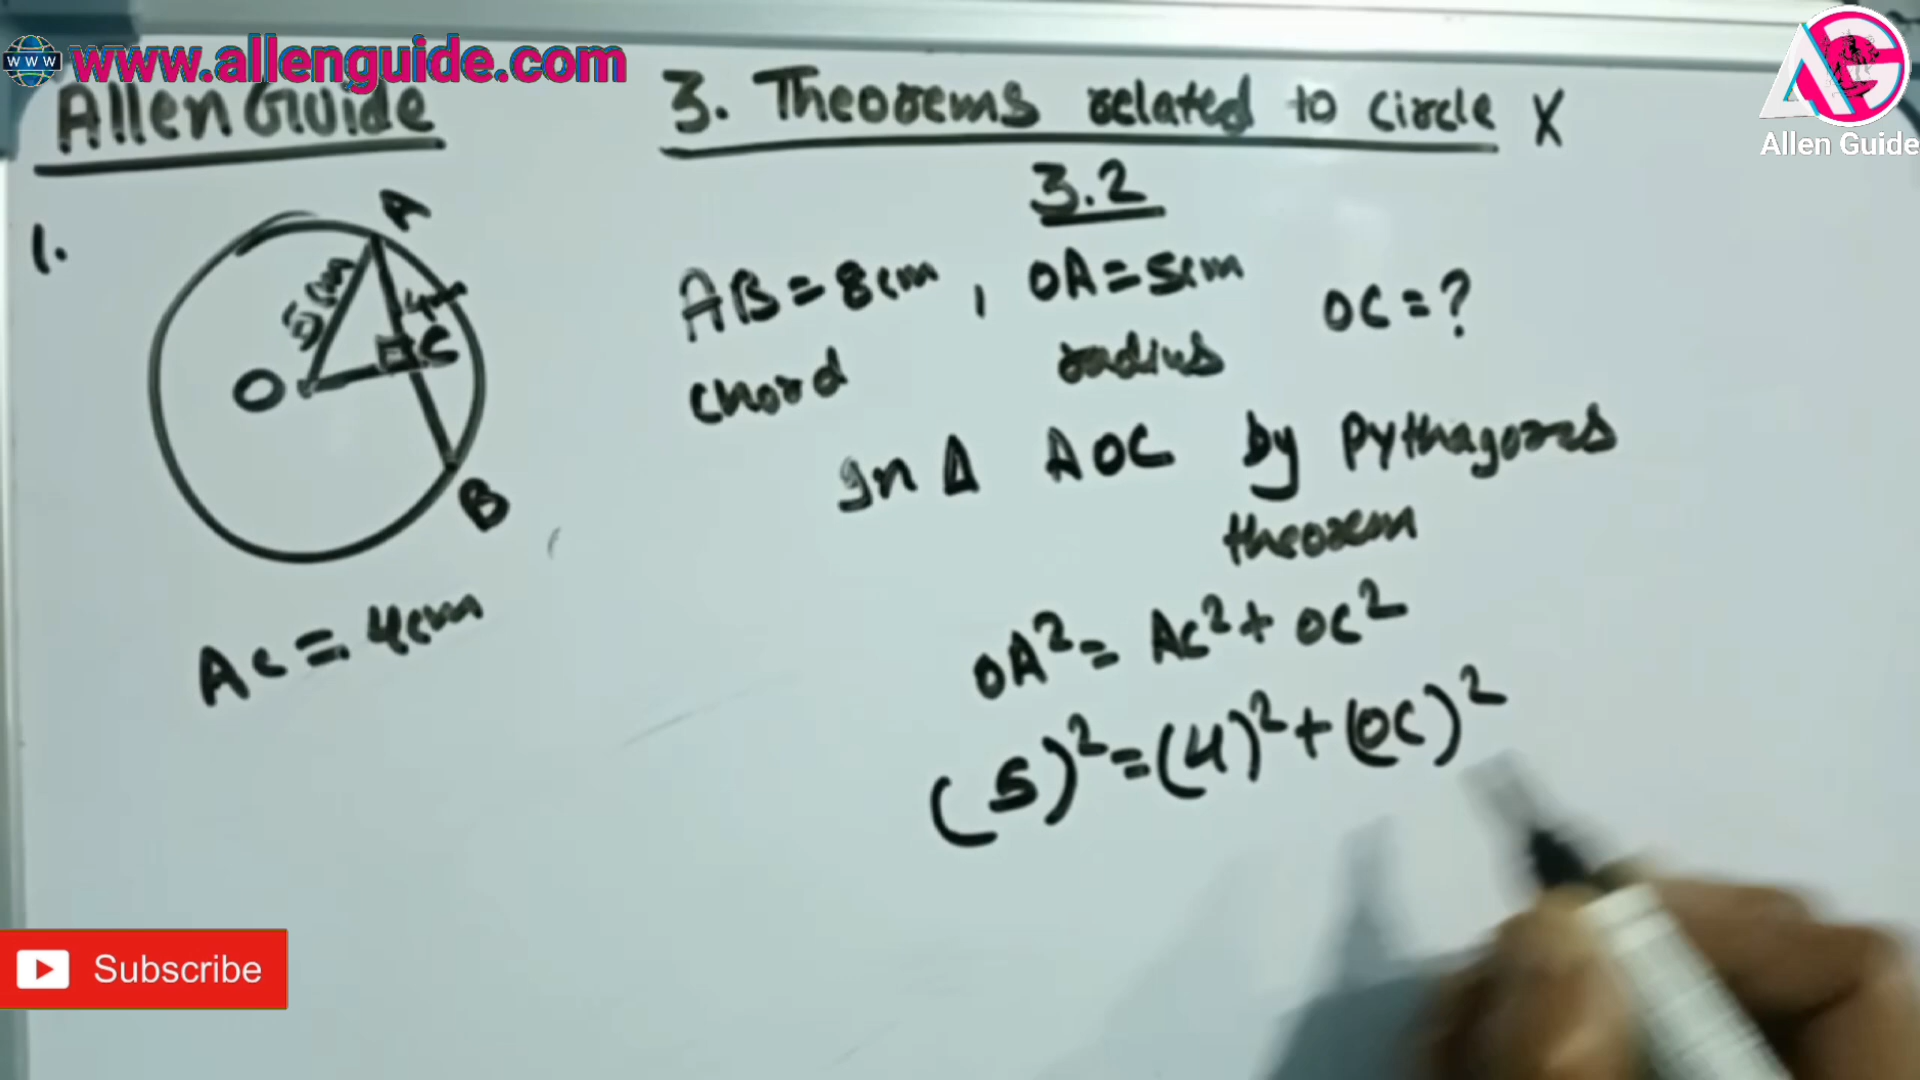 www.allenguide.com
Allen Guide
3. Theorems related to circle X
3.2
Allen Guide
1.
A
5cm
4cm
C
O
B
AC = 4cm
AB = 8cm , OA = 5cm OC = ?
chord radius
In Δ AOC by Pythagores
theorem
OA² = AC² + OC²
(5)² = (4)² + (OC)²
Subscribe